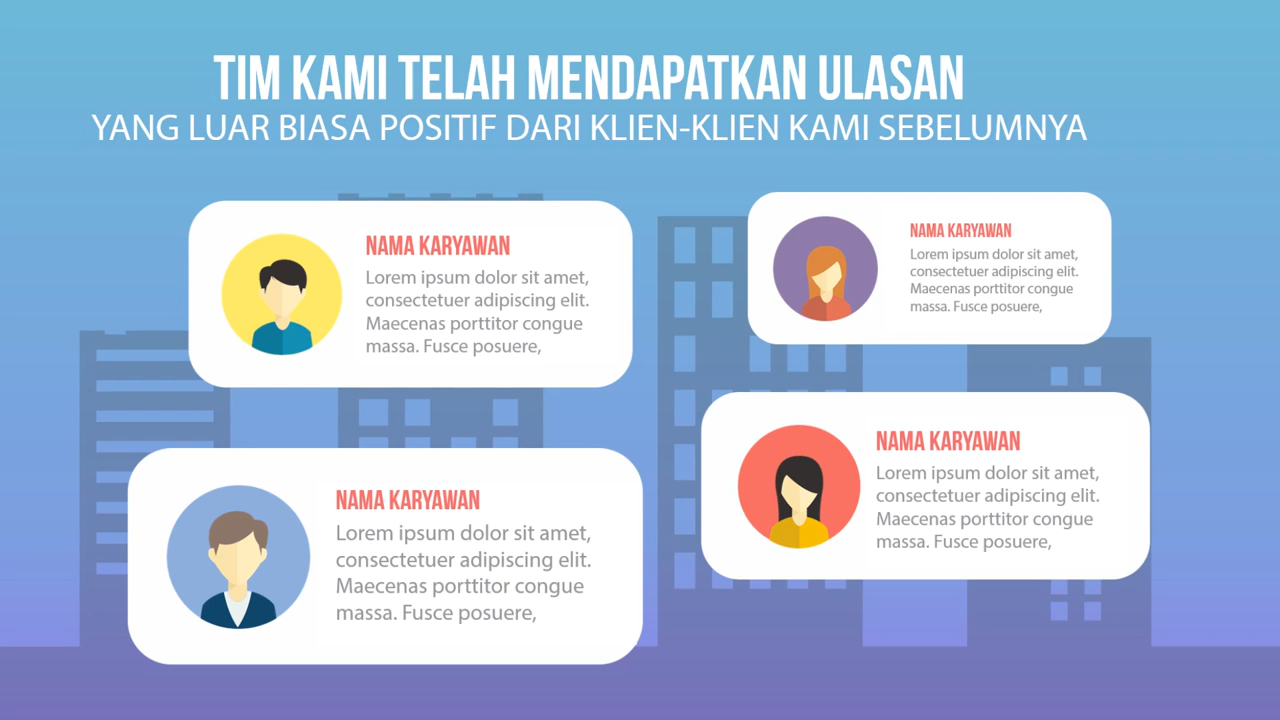 TIM KAMI TELAH MENDAPATKAN ULASAN
YANG LUAR BIASA POSITIF DARI KLIEN-KLIEN KAMI SEBELUMNYA
NAMA KARYAWAN
Lorem ipsum dolor sit amet,
consectetuer adipiscing elit.
Maecenas porttitor congue
massa. Fusce posuere,
NAMA KARYAWAN
Lorem ipsum dolor sit amet,
consectetuer adipiscing elit.
Maecenas porttitor congue
massa. Fusce posuere,
NAMA KARYAWAN
Lorem ipsum dolor sit amet,
consectetuer adipiscing elit.
Maecenas porttitor congue
massa. Fusce posuere,
NAMA KARYAWAN
Lorem ipsum dolor sit amet,
consectetuer adipiscing elit.
Maecenas porttitor congue
massa. Fusce posuere,